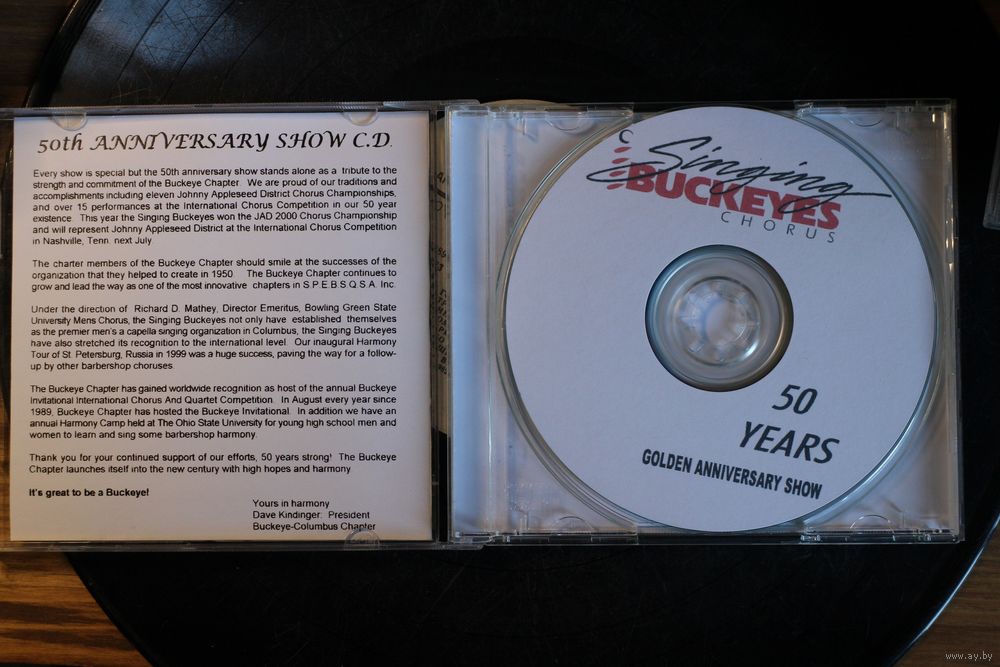 50th ANNIVERSARY SHOW C.D.
Every show is special but the 50th anniversary show stands alone as a tribute to the
strength and commitment of the Buckeye Chapter. We are proud of our traditions and
accomplishments including eleven Johnny Appleseed District Chorus Championships,
and over 15 performances at the International Chorus Competition in our 50 year
existence. This year the Singing Buckeyes won the JAD 2000 Chorus Championship
and will represent Johnny Appleseed District at the International Chorus Competition
in Nashville, Tenn. next July
The charter members of the Buckeye Chapter should smile at the successes of the
organization that they helped to create in 1950. The Buckeye Chapter continues to
grow and lead the way as one of the most innovative chapters in S.P.E.B.S.Q.S.A. Inc.
Under the direction of Richard D. Mathey, Director Emeritus, Bowling Green State
University Mens Chorus, the Singing Buckeyes not only have established themselves
as the premier men's a capella singing organization in Columbus, the Singing Buckeyes
have also stretched its recognition to the international level. Our inaugural Harmony
Tour of St. Petersburg, Russia in 1999 was a huge success, paving the way for a follow-
up by other barbershop choruses.
The Buckeye Chapter has gained worldwide recognition as host of the annual Buckeye
Invitational International Chorus And Quartet Competition. In August every year since
1989, Buckeye Chapter has hosted the Buckeye Invitational. In addition we have an
annual Harmony Camp held at The Ohio State University for young high school men and
women to learn and sing some barbershop harmony.
Thank you for your continued support of our efforts, 50 years strong! The Buckeye
Chapter launches itself into the new century with high hopes and harmony.
It's great to be a Buckeye!
Yours in harmony
Dave Kindinger: President
Buckeye-Columbus Chapter
Singing
BUCKEYES
CHORUS
50
YEARS
GOLDEN ANNIVERSARY SHOW
www.ay.by